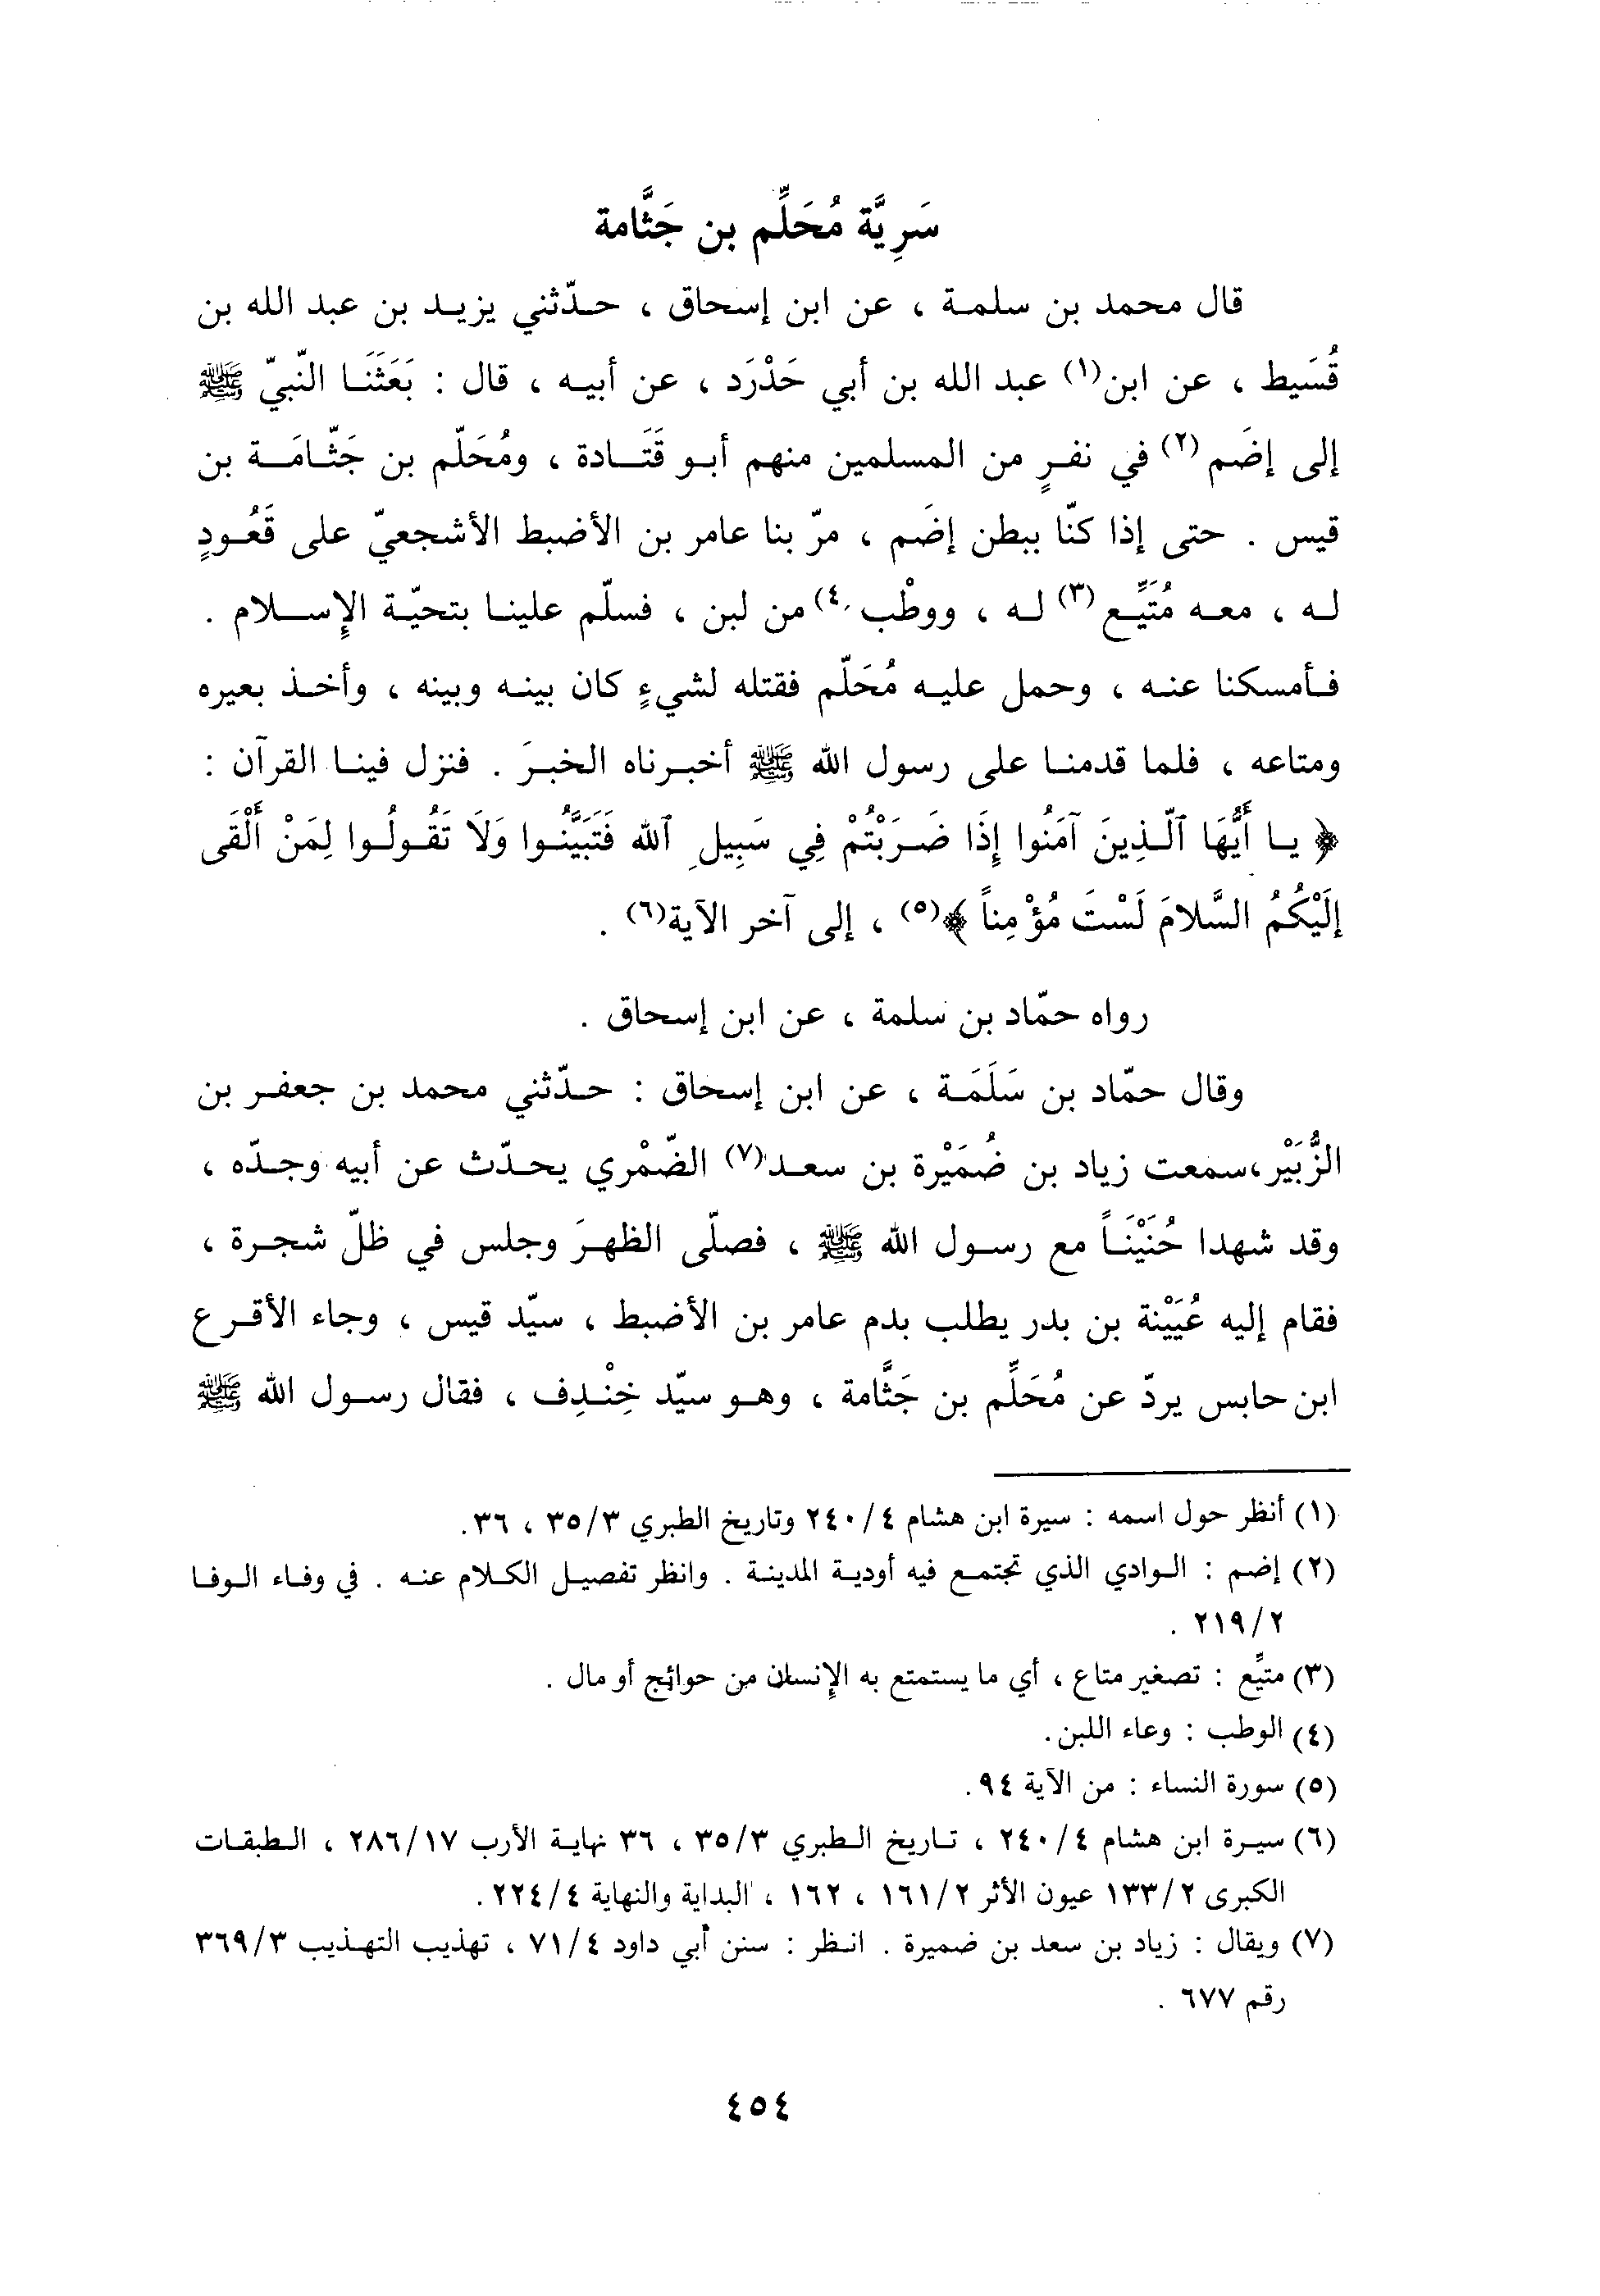 سَرِيَّة مُحَلِّم بن جَثَّامة
قال محمد بن سلمة ، عن ابن إسحاق ، حدّثني يزيد بن عبد الله بن
قُسَيط ، عن ابن(١) عبد الله بن أبي حَدْرَد ، عن أبيه ، قال : بَعَثَنَا النّبيّ ﷺ
إلى إضَم(٢) في نفرٍ من المسلمين منهم أبو قَتَادة ، ومُحَلّم بن جَثّامَة بن
قيس . حتى إذا كنّا ببطن إضَم ، مرّ بنا عامر بن الأضبط الأشجعيّ على قَعُودٍ
له ، معه مُتَيِّع(٣) له ، ووطْب(٤) من لبن ، فسلّم علينا بتحيّة الإسلام .
فأمسكنا عنه ، وحمل عليه مُحَلّم فقتله لشيءٍ كان بينه وبينه ، وأخذ بعيره
ومتاعه ، فلما قدمنا على رسول الله ﷺ أخبرناه الخبرَ . فنزل فينا القرآن :
﴿ يا أَيُّهَا ٱلّذِينَ آمَنُوا إِذَا ضَرَبْتُمْ فِي سَبِيلِ ٱلله فَتَبَيَّنُوا وَلَا تَقُولُوا لِمَنْ أَلْقَى
إِلَيْكُمُ السَّلامَ لَسْتَ مُؤْمِناً ﴾(٥) ، إلى آخر الآية(٦) .
رواه حمّاد بن سلمة ، عن ابن إسحاق .
وقال حمّاد بن سَلَمَة ، عن ابن إسحاق : حدّثني محمد بن جعفر بن
الزُّبَيْر، سمعت زياد بن ضُمَيْرة بن سعد(٧) الضّمْري يحدّث عن أبيه وجدّه ،
وقد شهدا حُنَيْنَاً مع رسول الله ﷺ ، فصلّى الظهرَ وجلس في ظلّ شجرة ،
فقام إليه عُيَيْنة بن بدر يطلب بدم عامر بن الأضبط ، سيّد قيس ، وجاء الأقرع
ابن حابس يردّ عن مُحَلِّم بن جَثَّامة ، وهو سيّد خِنْدِف ، فقال رسول الله ﷺ
(١) أنظر حول اسمه : سيرة ابن هشام ٢٤٠/٤ وتاريخ الطبري ٣٥/٣ ، ٣٦.
(٢) إضم : الوادي الذي تجتمع فيه أودية المدينة . وانظر تفصيل الكلام عنه . في وفاء الوفا
٢١٩/٢ .
(٣) متيَّع : تصغير متاع ، أي ما يستمتع به الإنسان من حوائج أو مال .
(٤) الوطب : وعاء اللبن.
(٥) سورة النساء : من الآية ٩٤.
(٦) سيرة ابن هشام ٢٤٠/٤ ، تاريخ الطبري ٣٥/٣ ، ٣٦ نهاية الأرب ٢٨٦/١٧ ، الطبقات
الكبرى ١٣٣/٢ عيون الأثر ١٦١/٢ ، ١٦٢ ، البداية والنهاية ٢٢٤/٤.
(٧) ويقال : زياد بن سعد بن ضميرة . انظر : سنن أبي داود ٧١/٤ ، تهذيب التهذيب ٣٦٩/٣
رقم ٦٧٧ .
٤٥٤